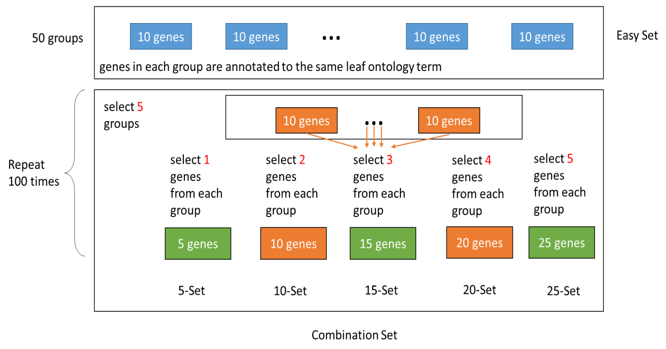 50 groups
10 genes
10 genes
...
10 genes
10 genes
Easy Set
genes in each group are annotated to the same leaf ontology term
Repeat
100 times
select 5
groups
10 genes
...
10 genes
select 1
genes
from each
group
select 2
genes
from each
group
select 3
genes
from each
group
select 4
genes
from each
group
select 5
genes
from each
group
5 genes
10 genes
15 genes
20 genes
25 genes
5-Set
10-Set
15-Set
20-Set
25-Set
Combination Set